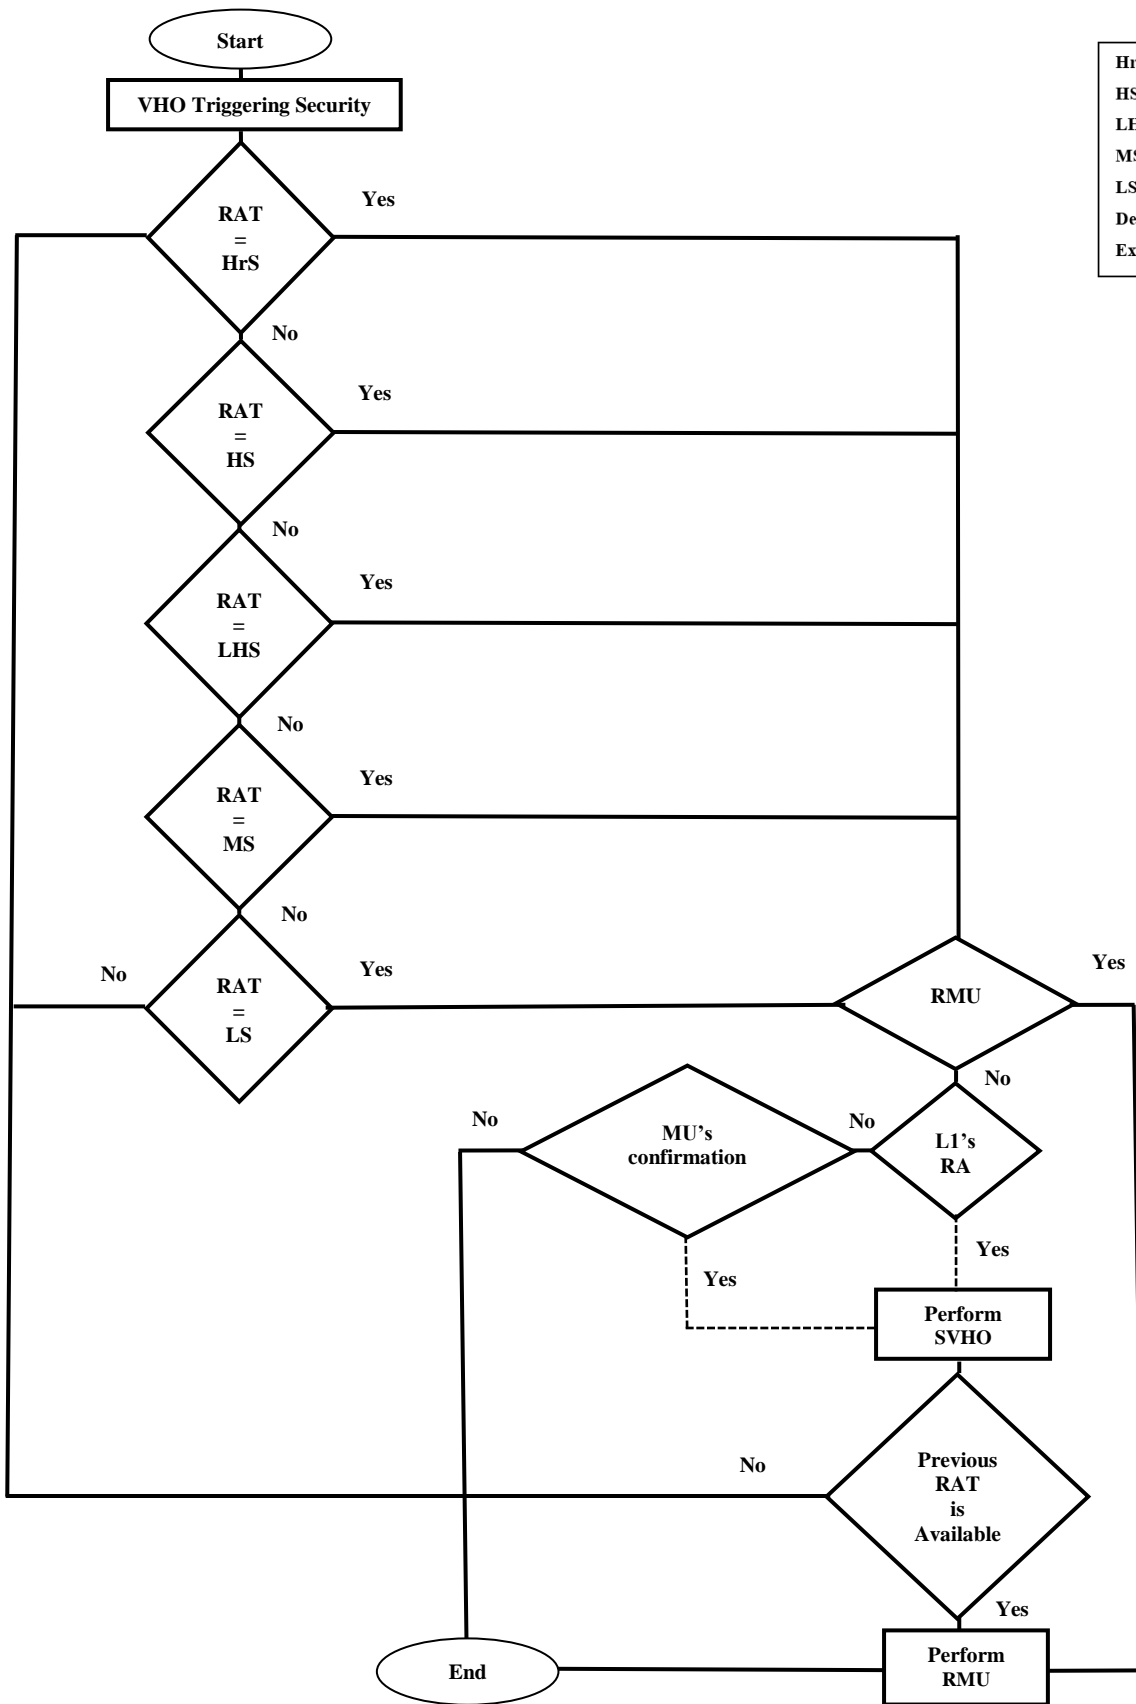 Start
VHO Triggering Security
Yes
RAT
=
HrS
No
Yes
RAT
=
HS
No
Yes
RAT
=
LHS
No
Yes
RAT
=
MS
No
No
Yes
RAT
=
LS
RMU
Yes
No
No
MU's
confirmation
No
L1's
RA
Yes
Yes
Perform
SVHO
No
Previous
RAT
is
Available
Yes
End
Perform
RMU
HS
MS
LS
De
Ex